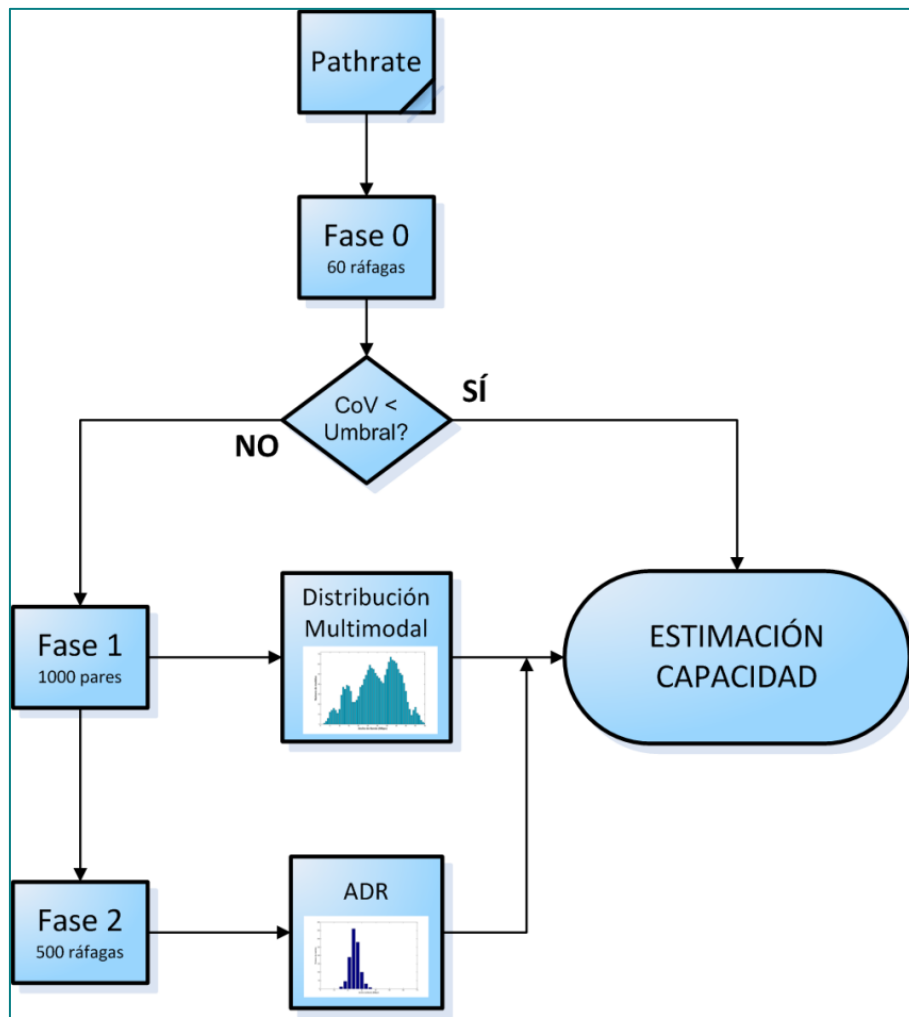 Pathrate
Fase 0
60 ráfagas
CoV <
Umbral?
SÍ
NO
Fase 1
1000 pares
Distribución
Multimodal
ESTIMACIÓN
CAPACIDAD
Fase 2
500 ráfagas
ADR